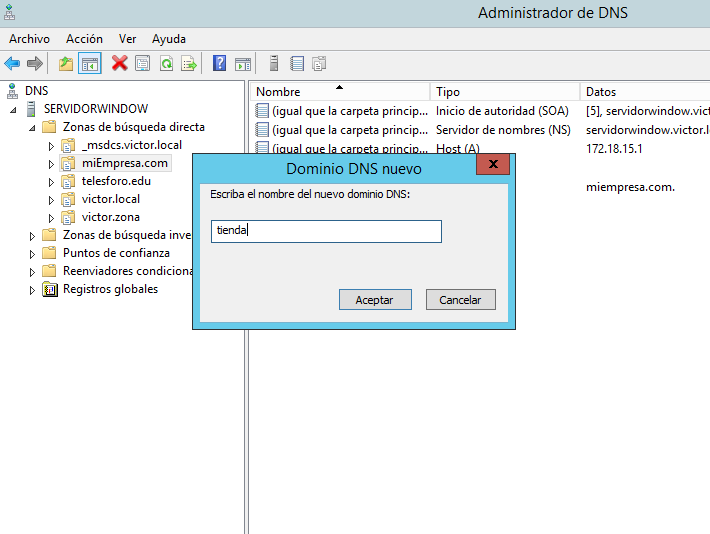 Administrador de DNS
Archivo Acción Ver Ayuda
DNS
SERVIDORWINDOW
Zonas de búsqueda directa
_msdcs.victor.local
miEmpresa.com
telesforo.edu
victor.local
victor.zona
Zonas de búsqueda inve
Puntos de confianza
Reenviadores condiciona
Registros globales
Nombre Tipo Datos
(igual que la carpeta princip... Inicio de autoridad (SOA) [5], servidorwindow.vict
(igual que la carpeta princip... Servidor de nombres (NS) servidorwindow.victor.l
(igual que la carpeta princip... Host (A) 172.18.15.1
miempresa.com.
Dominio DNS nuevo
x
Escriba el nombre del nuevo dominio DNS:
tienda
Aceptar Cancelar